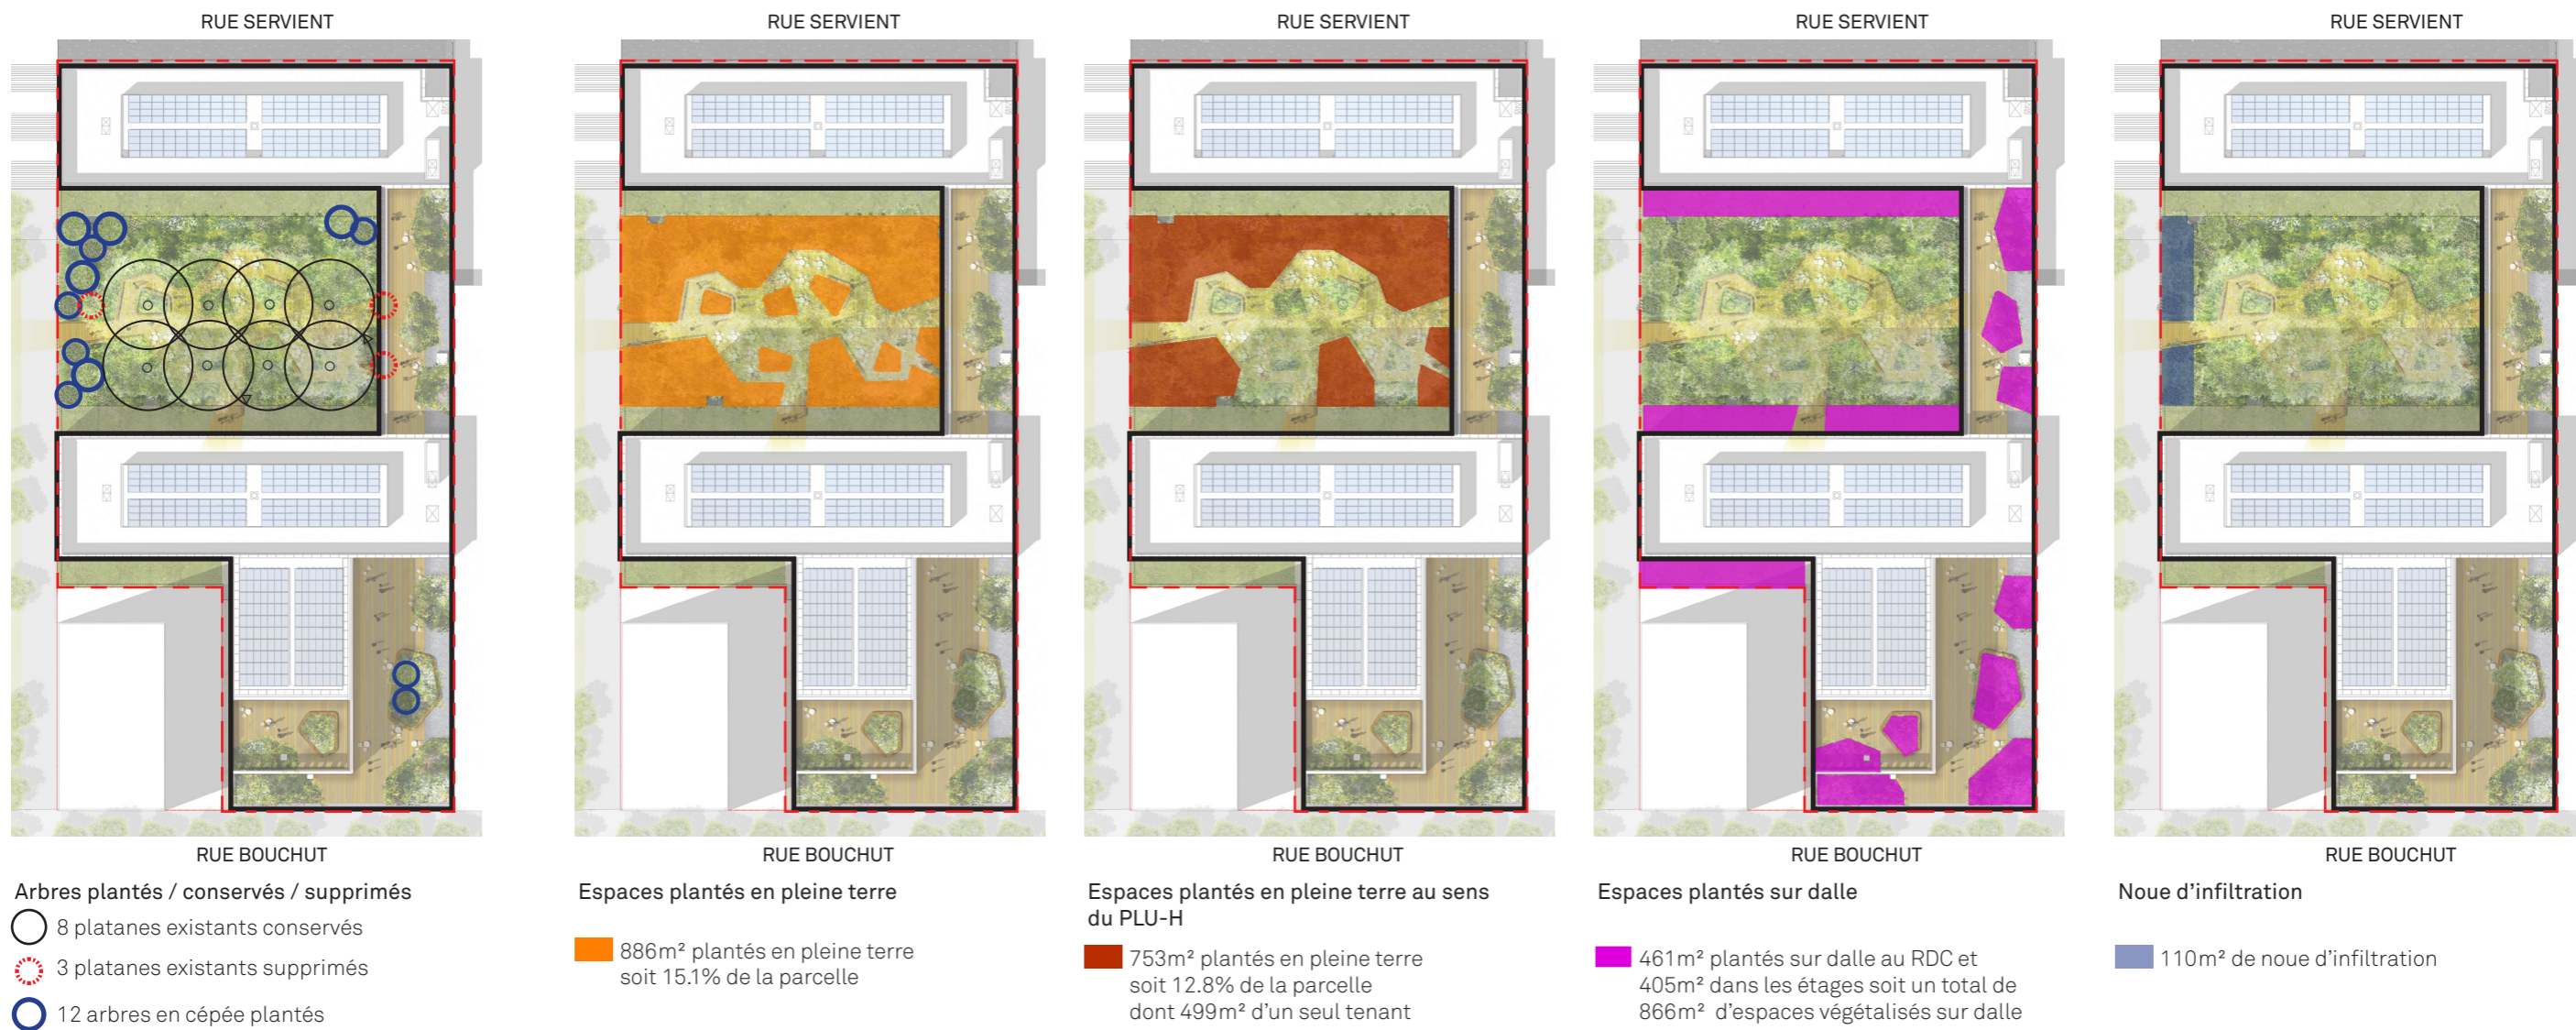 RUE SERVIENT
RUE SERVIENT
RUE SERVIENT
RUE SERVIENT
RUE SERVIENT
RUE BOUCHUT
RUE BOUCHUT
RUE BOUCHUT
RUE BOUCHUT
RUE BOUCHUT
Arbres plantés / conservés / supprimés
8 platanes existants conservés
3 platanes existants supprimés
12 arbres en cépée plantés
Espaces plantés en pleine terre
886m² plantés en pleine terre
soit 15.1% de la parcelle
Espaces plantés en pleine terre au sens
du PLU-H
753m² plantés en pleine terre
soit 12.8% de la parcelle
dont 499m² d'un seul tenant
Espaces plantés sur dalle
461m² plantés sur dalle au RDC et
405m² dans les étages soit un total de
866m² d'espaces végétalisés sur dalle
Noue d'infiltration
110m² de noue d'infiltration